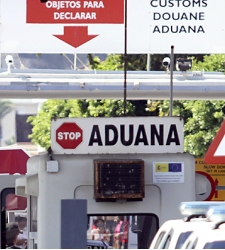 OBJETOS PARA
DECLARAR
CUSTOMS
DOUANE
ADUANA
STOP ADUANA